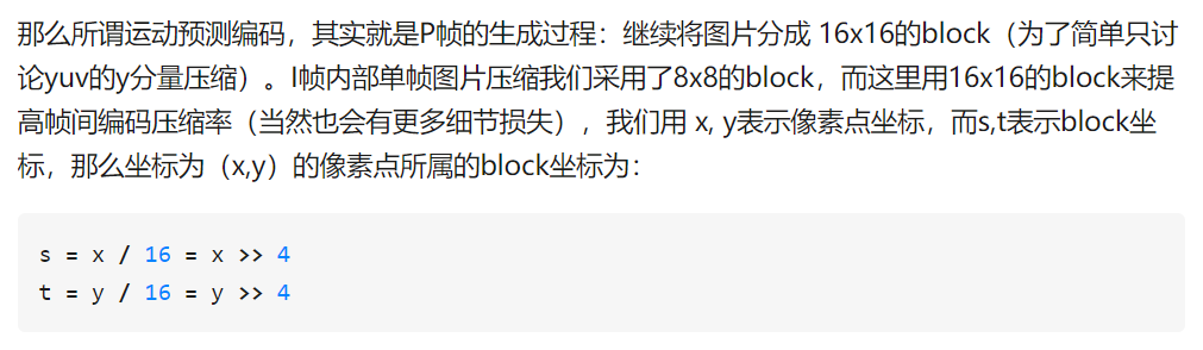 那么所谓运动预测编码，其实就是P帧的生成过程：继续将图片分成 16x16的block（为了简单只讨
论yuv的y分量压缩）。I帧内部单帧图片压缩我们采用了8x8的block，而这里用16x16的block来提
高帧间编码压缩率（当然也会有更多细节损失），我们用 x, y表示像素点坐标，而s,t表示block坐
标，那么坐标为（x,y）的像素点所属的block坐标为：
s = x / 16 = x >> 4
t = y / 16 = y >> 4